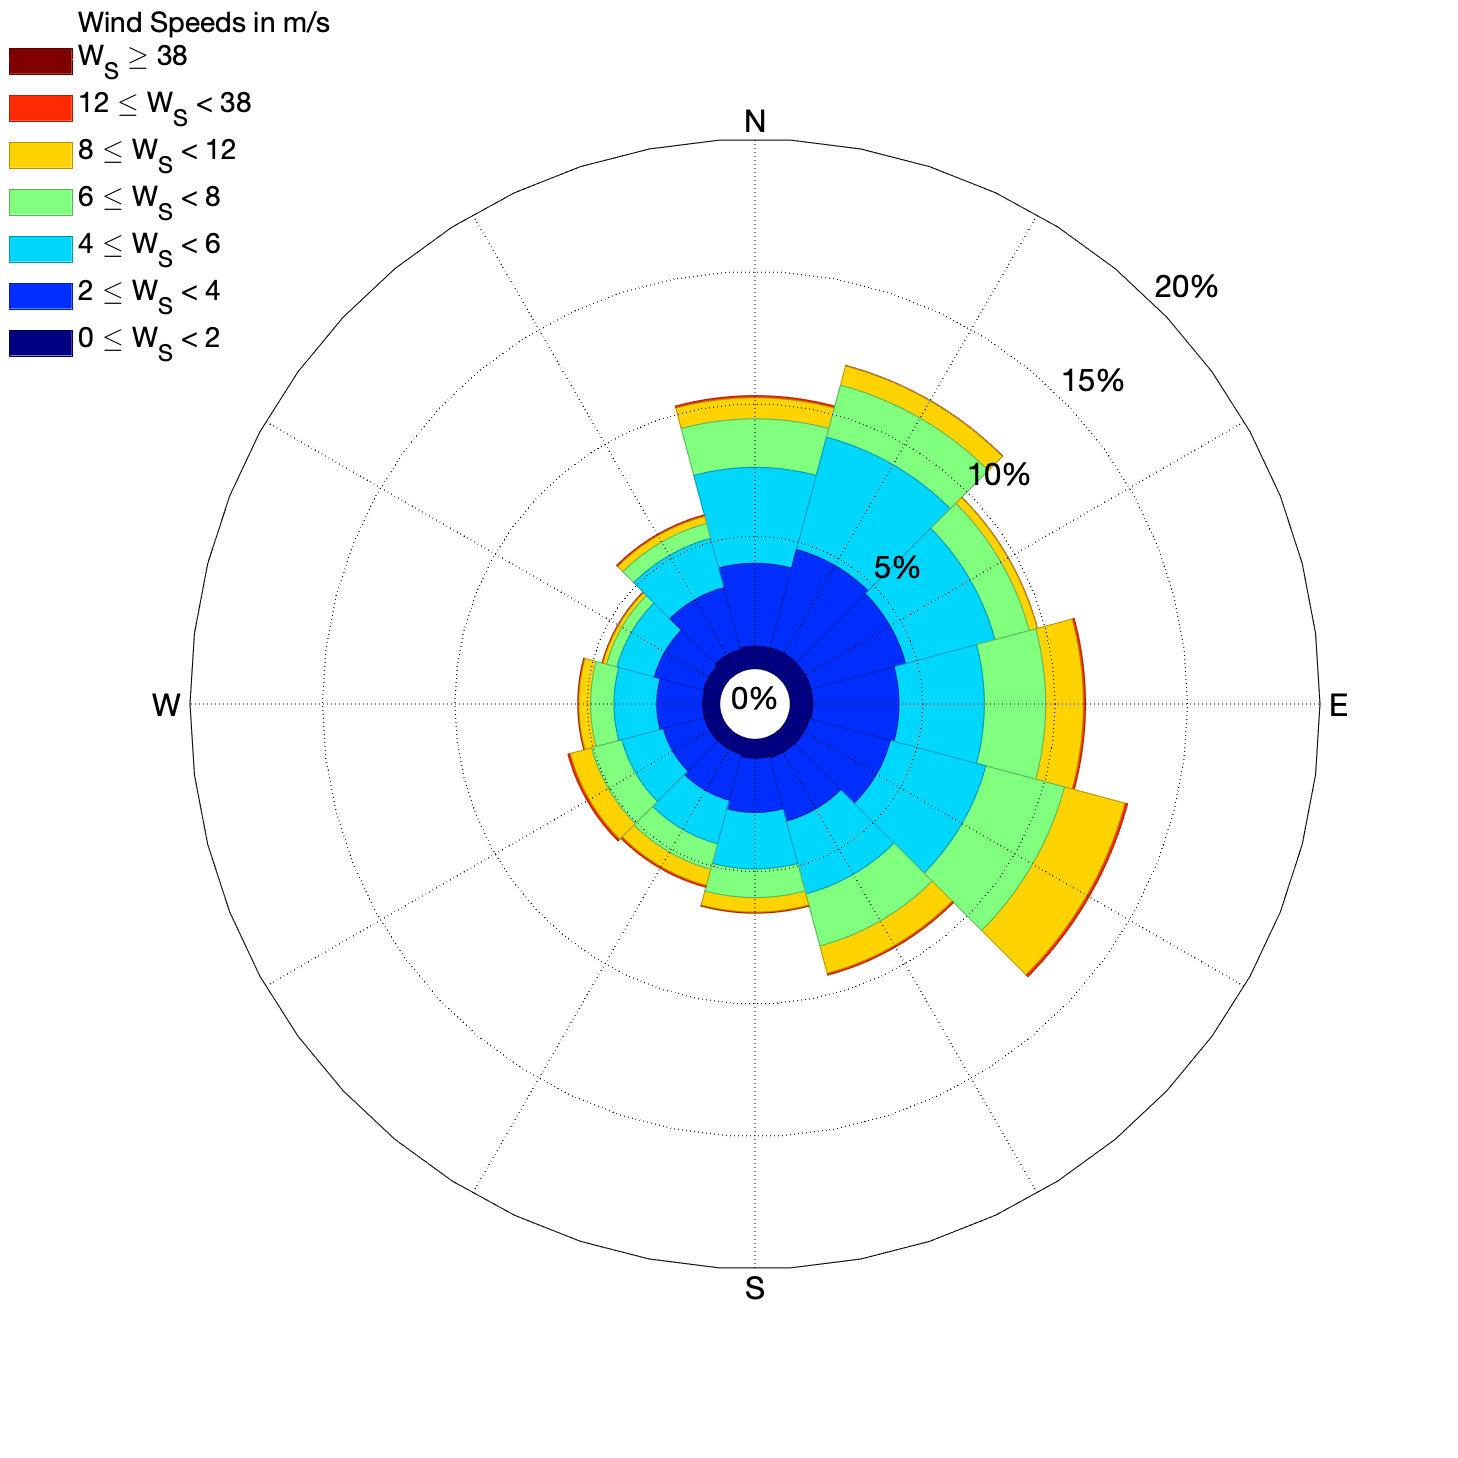 Wind Speeds in m/s
W_S ≥ 38
12 ≤ W_S < 38
8 ≤ W_S < 12
6 ≤ W_S < 8
4 ≤ W_S < 6
2 ≤ W_S < 4
0 ≤ W_S < 2
N
20%
15%
10%
5%
0%
W
E
S